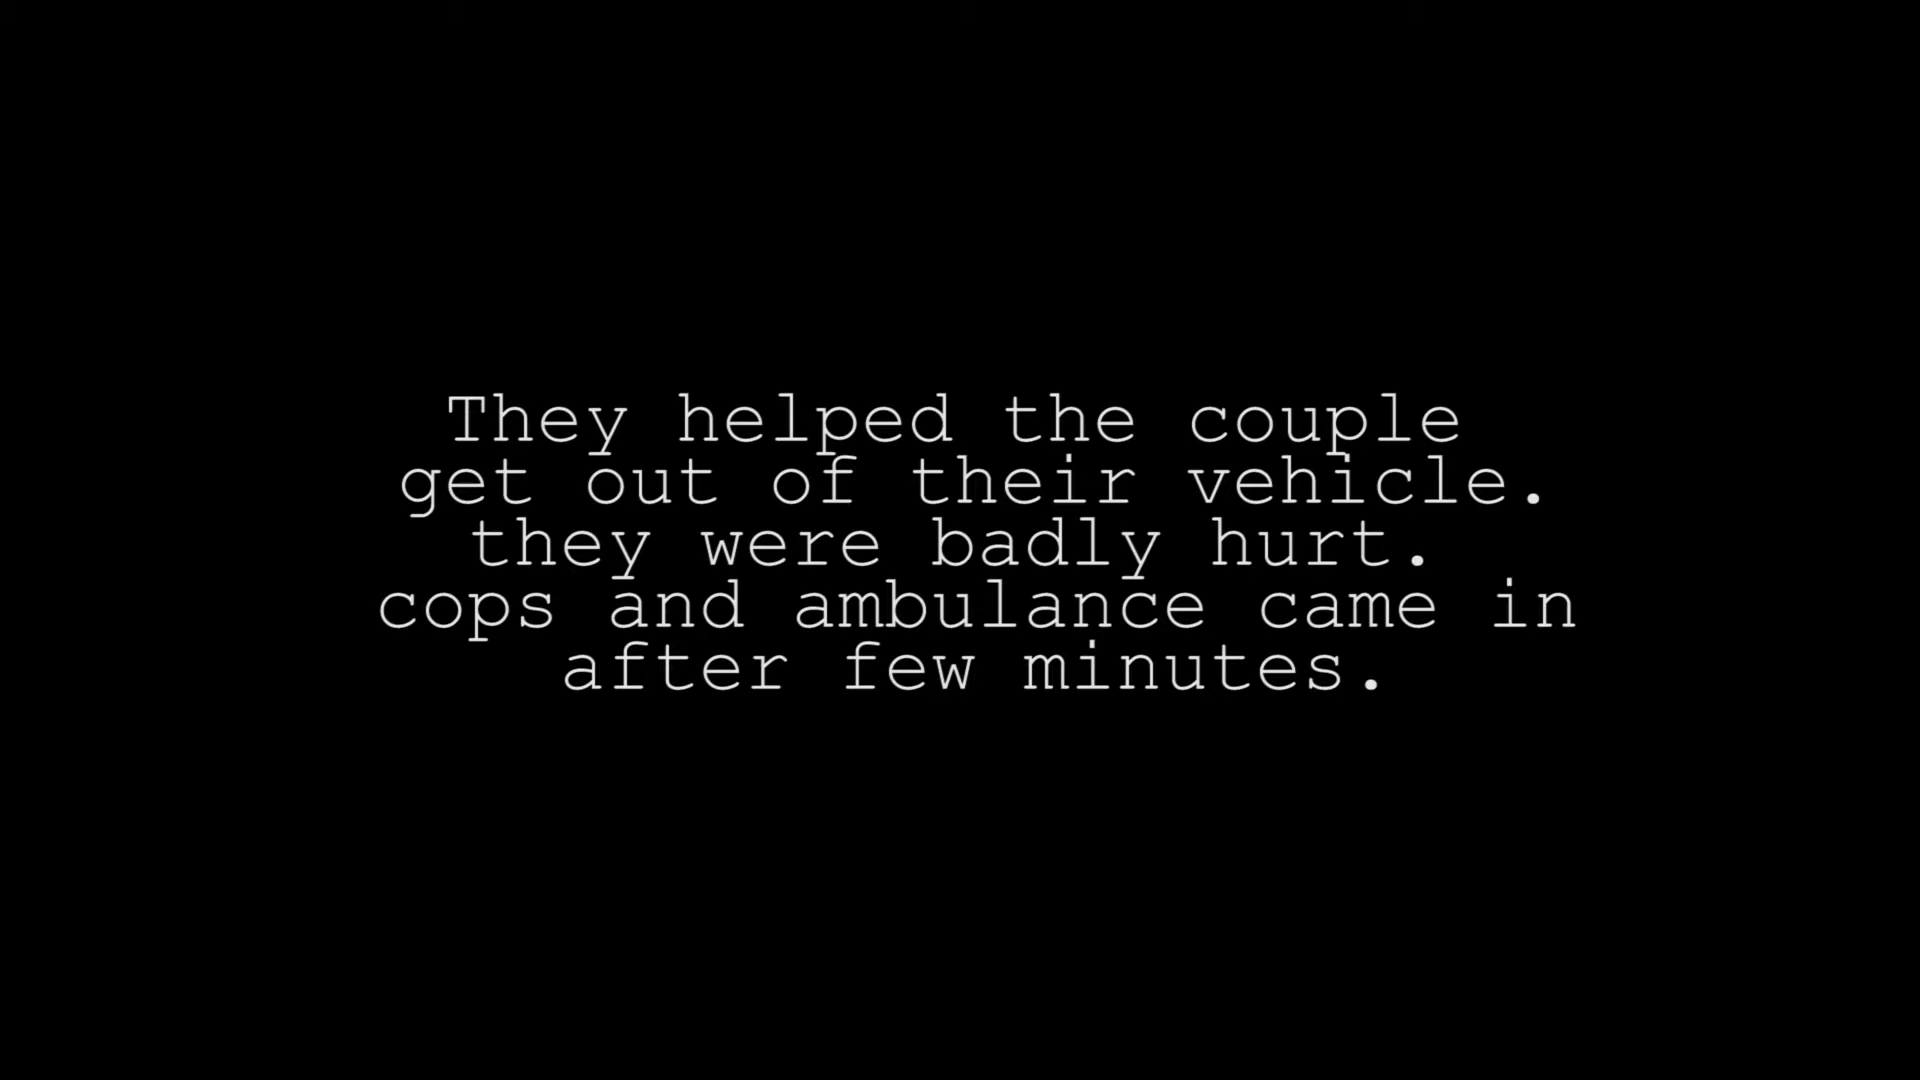 They helped the couple
get out of their vehicle.
they were badly hurt.
cops and ambulance came in
after few minutes.